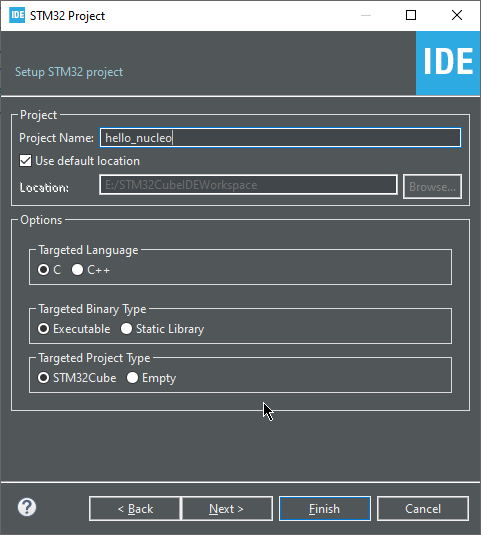 IDE STM32 Project
Setup STM32 project
IDE
Project
Project Name: hello_nucleo
Use default location
Location: E:/STM32CubeIDEWorkspace Browse...
Options
Targeted Language
C C++
Targeted Binary Type
Executable Static Library
Targeted Project Type
STM32Cube Empty
? < Back Next > Finish Cancel